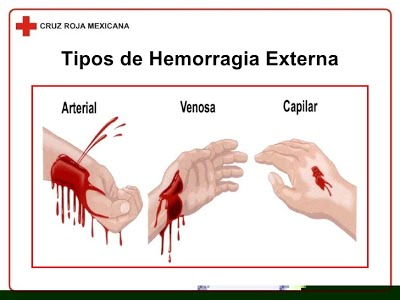 CRUZ ROJA MEXICANA
Tipos de Hemorragia Externa
Arterial Venosa Capilar